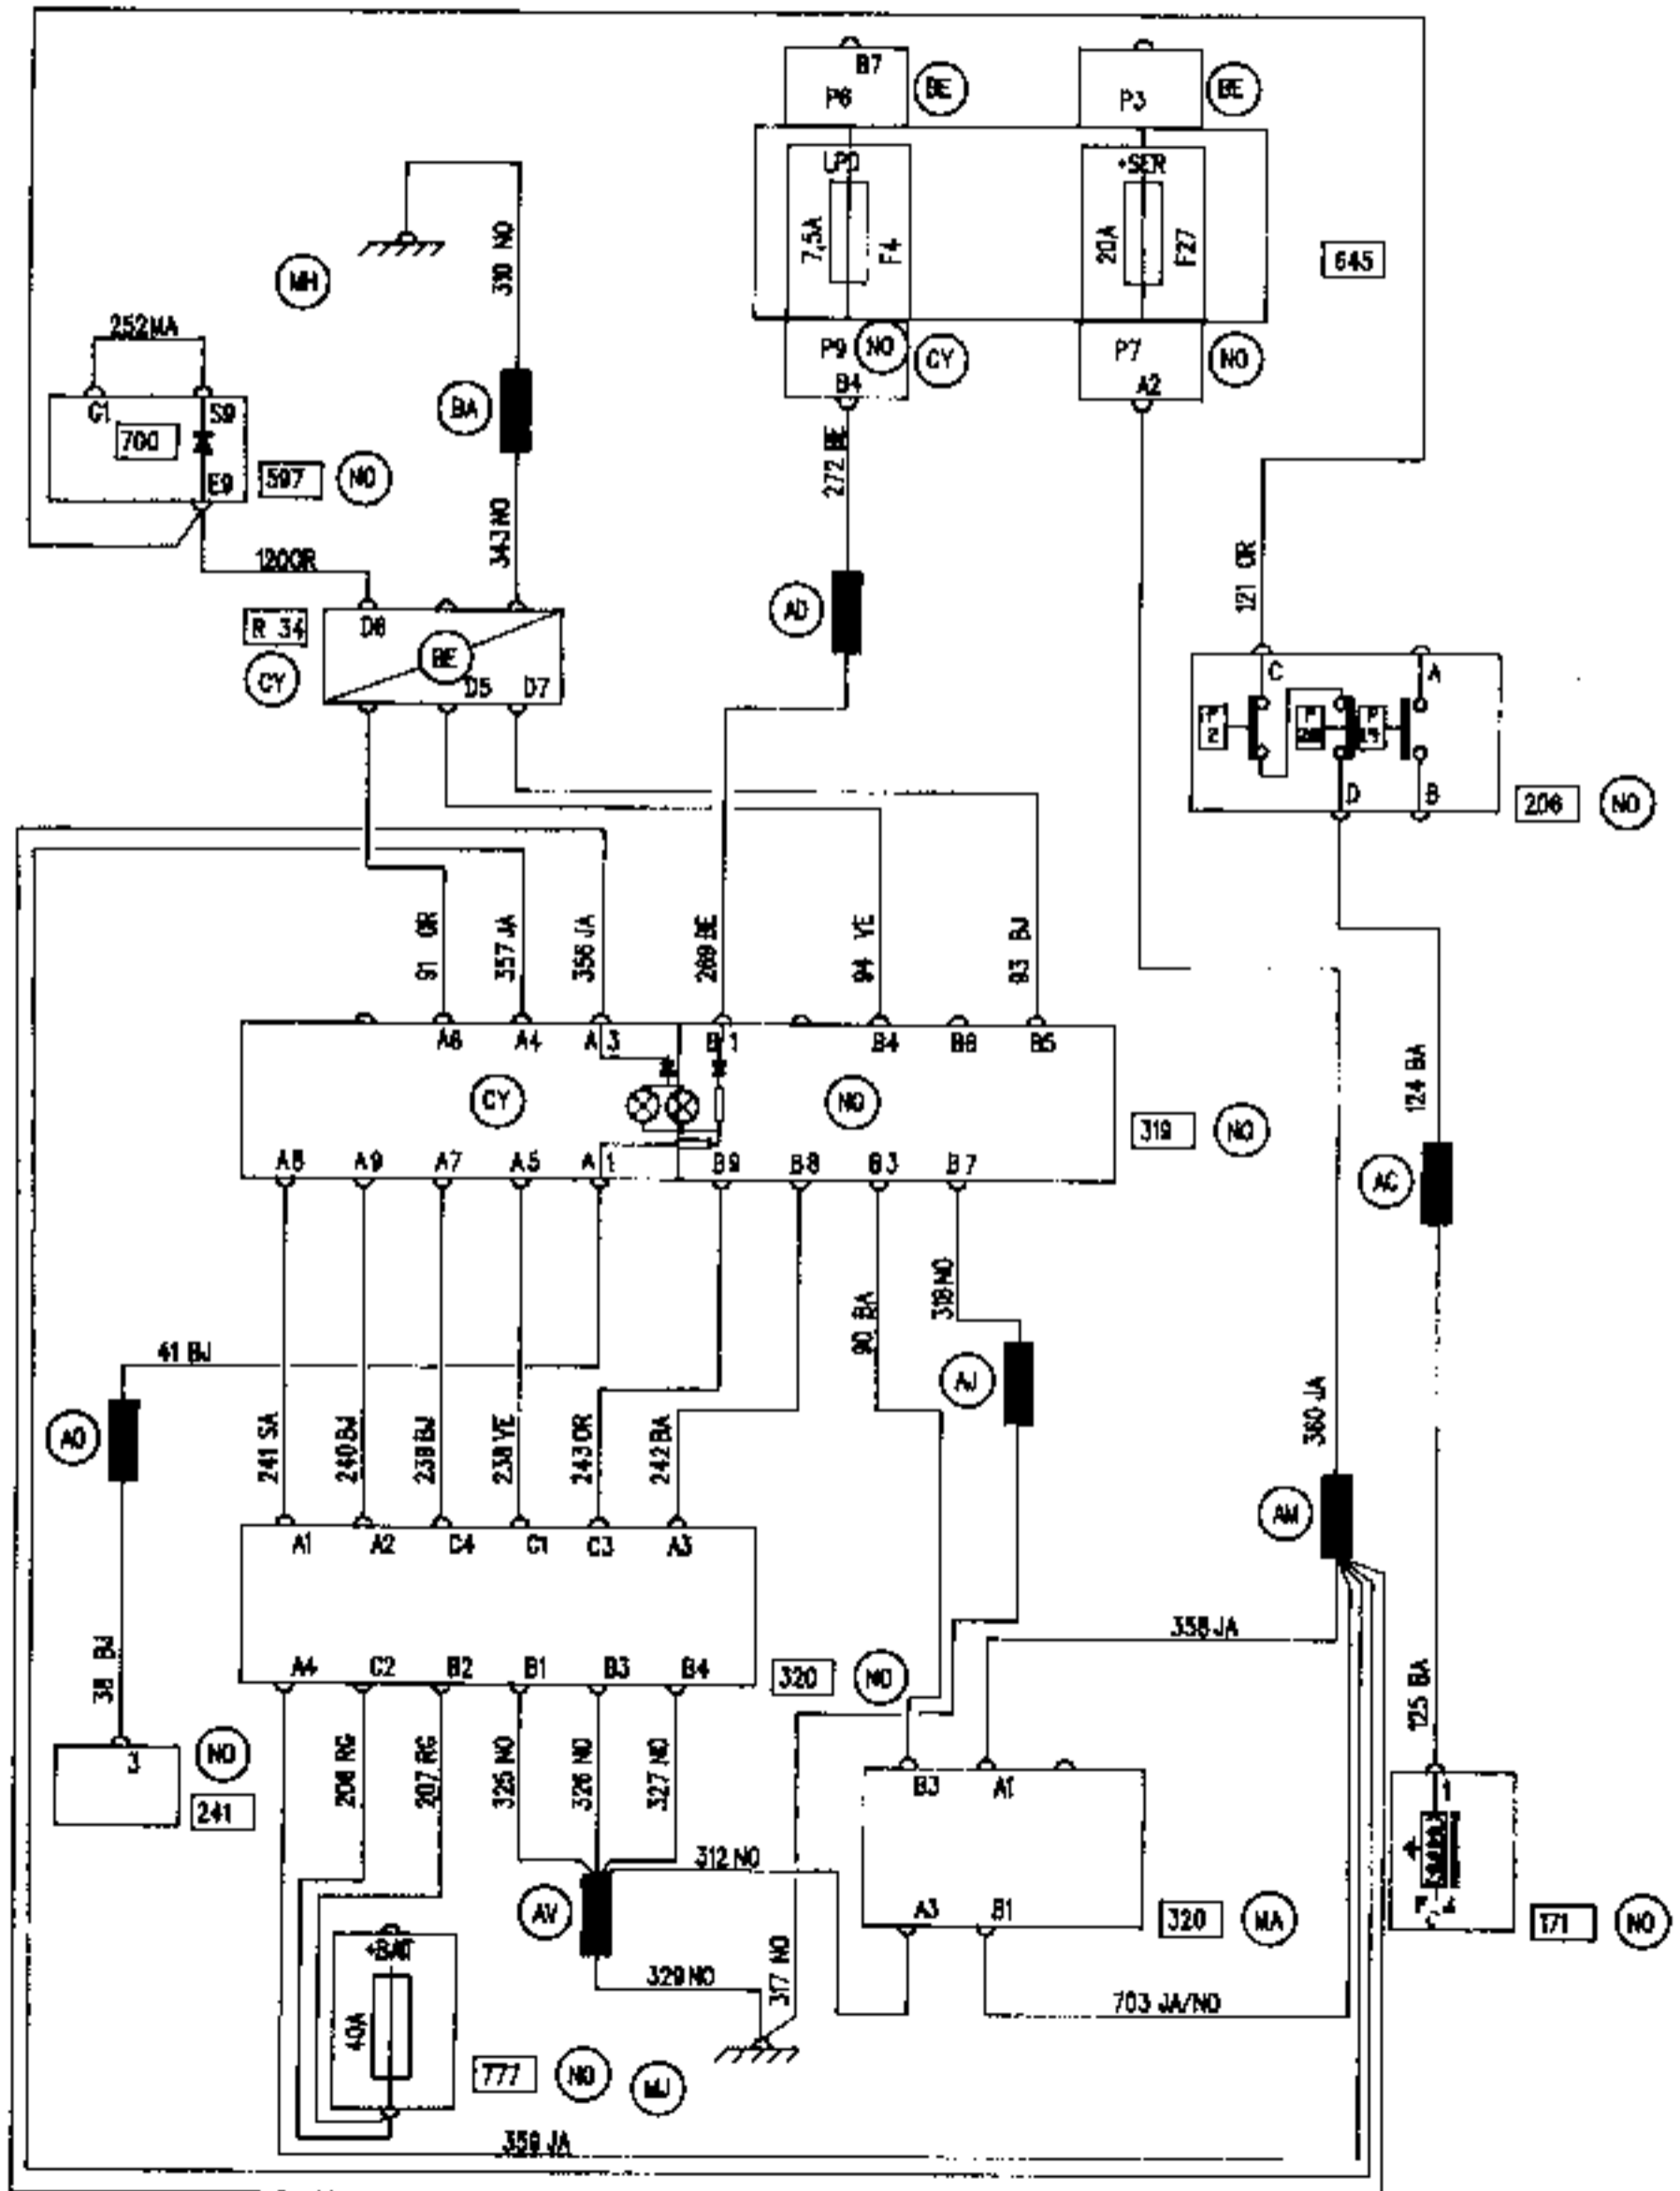 B7
P6
BE
P3
BE
UPD
+SER
7,5A
F4
20A
F27
645
310 NO
MH
252MA
P9
NO
CY
P7
NO
B4
A2
G1
S9
700
BA
E9
597
NO
272 BE
343 NO
120OR
121 OR
AD
R 34
D6
BE
CY
D5
D7
C
A
D
B
206
NO
91 OR
357 JA
356 JA
269 BE
94 VE
93 BJ
A6
A4
A 3
B 1
B4
B6
B5
CY
NO
124 BA
319
NO
A8
A9
A7
A5
A 1
B9
B8
B3
B7
AC
318 NO
90 BA
41 BJ
AJ
360 JA
241 SA
240 BJ
239 BJ
238 VE
243 OR
242 BA
AM
A1
A2
C4
C1
C3
A3
358 JA
38 BJ
A4
C2
B2
B1
B3
B4
320
NO
125 BA
NO
241
206 RG
207 RG
325 NO
326 NO
327 NO
B3
A1
1
312 NO
AV
A3
B1
320
MA
171
NO
+BAT
40A
329 NO
317 NO
703 JA/NO
777
NO
MJ
359 JA